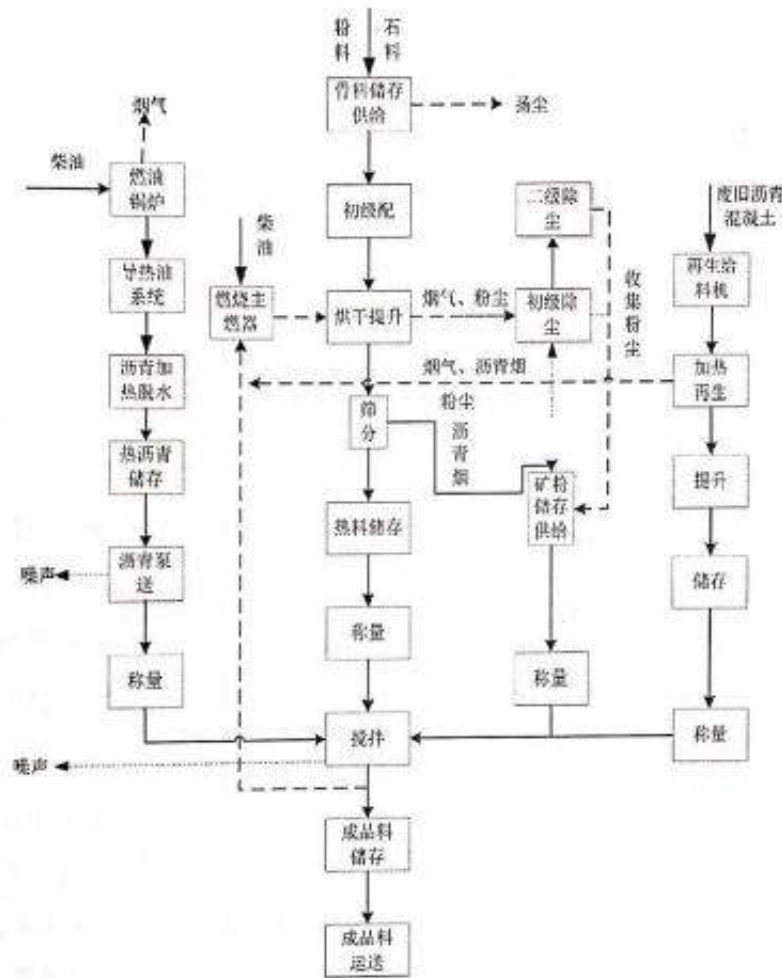 粉料
石料
骨料储存
供给
扬尘
烟气
柴油
燃油
锅炉
初级配
二级除
尘
废旧沥青
混凝土
柴油
导热油
系统
燃烧主
燃器
烘干提升
烟气、粉尘
初级除
尘
收集粉尘
再生给
料机
沥青加
热脱水
烟气、沥青烟
加热
再生
筛分
粉尘
沥青烟
热沥青
储存
矿粉
储存
供给
提升
热料储存
噪声
沥青泵
送
储存
称量
称量
称量
搅拌
称量
噪声
成品料
储存
成品料
运送